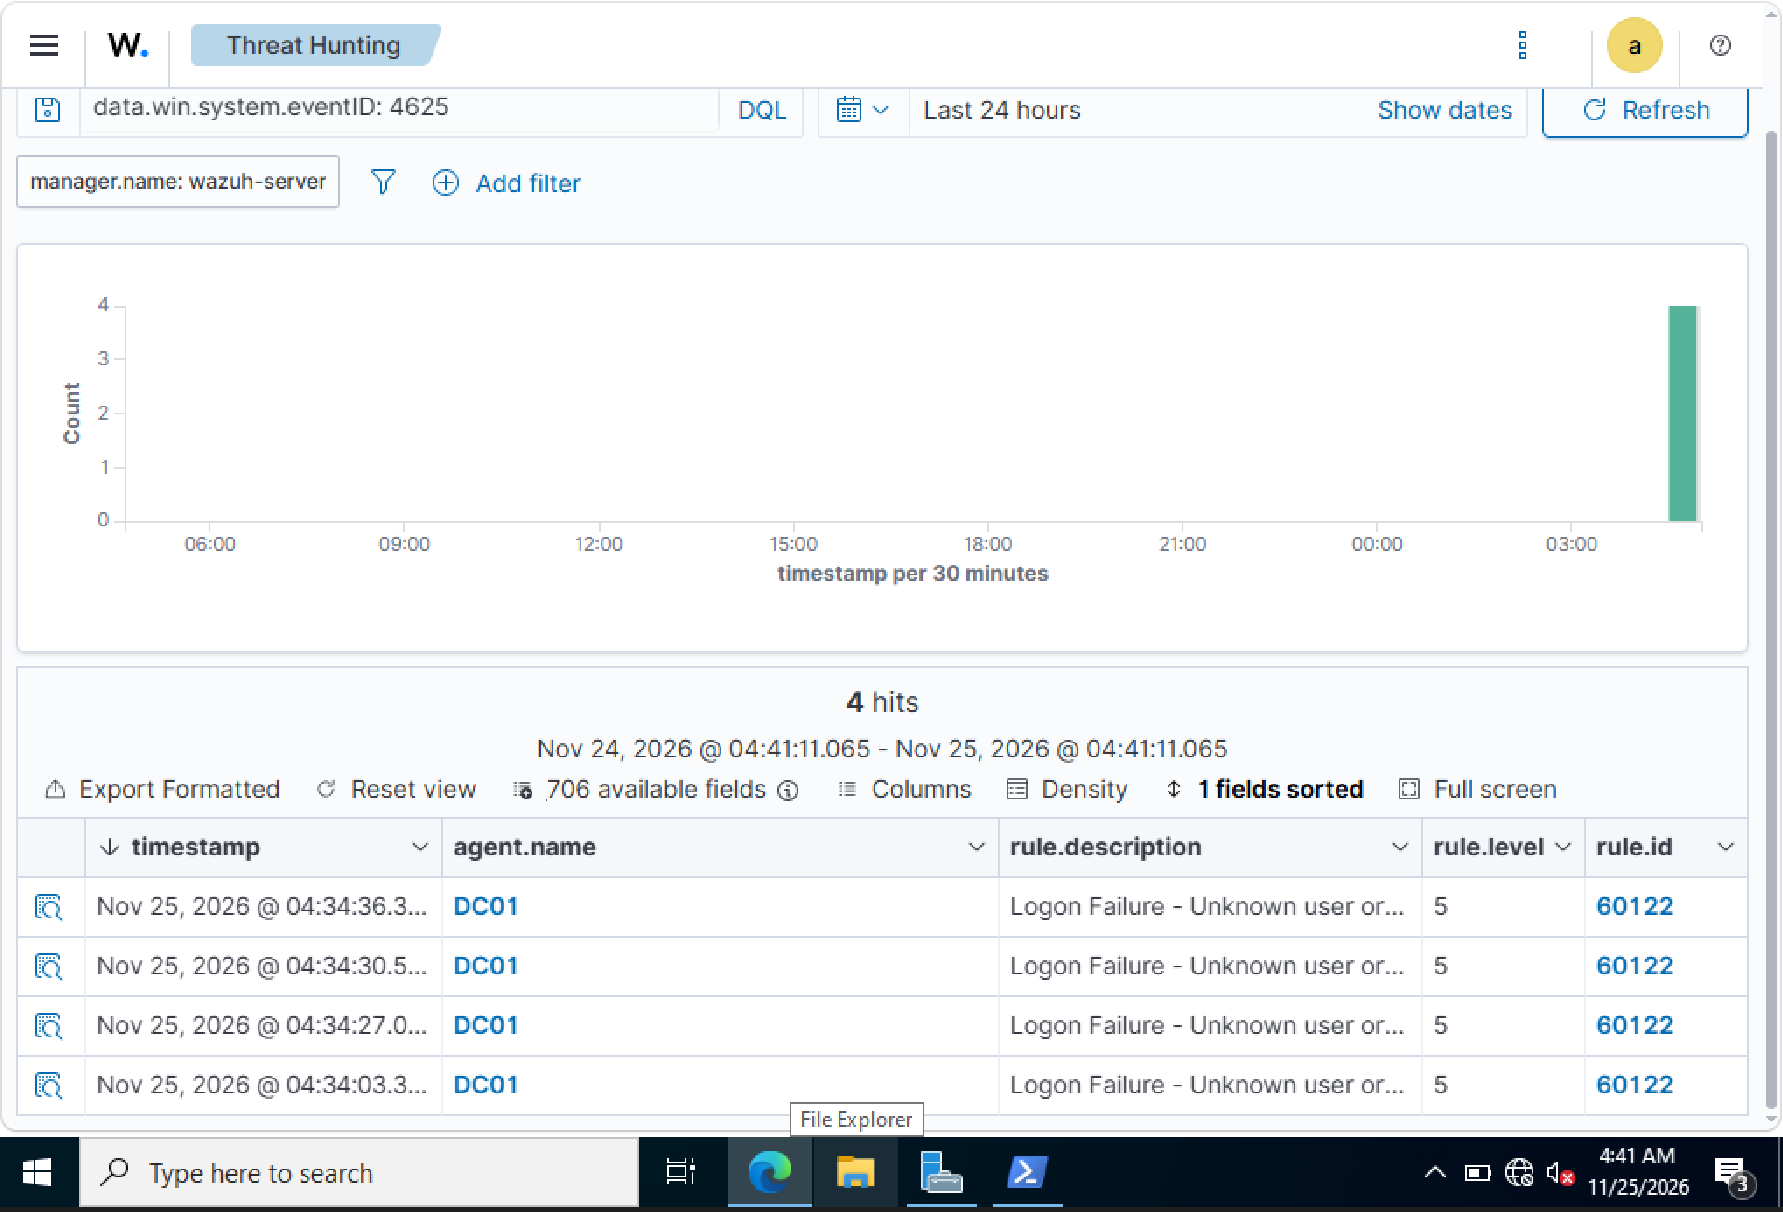 W. Threat Hunting a
data.win.system.eventID: 4625 DQL Last 24 hours Show dates Refresh
manager.name: wazuh-server Add filter
4
3
2
1
0
Count
06:00 09:00 12:00 15:00 18:00 21:00 00:00 03:00
timestamp per 30 minutes
4 hits
Nov 24, 2026 @ 04:41:11.065 - Nov 25, 2026 @ 04:41:11.065
Export Formatted Reset view 706 available fields Columns Density 1 fields sorted Full screen
timestamp agent.name rule.description rule.level rule.id
Nov 25, 2026 @ 04:34:36.3... DC01 Logon Failure - Unknown user or... 5 60122
Nov 25, 2026 @ 04:34:30.5... DC01 Logon Failure - Unknown user or... 5 60122
Nov 25, 2026 @ 04:34:27.0... DC01 Logon Failure - Unknown user or... 5 60122
Nov 25, 2026 @ 04:34:03.3... DC01 Logon Failure - Unknown user or... 5 60122
File Explorer
Type here to search
4:41 AM
11/25/2026
3